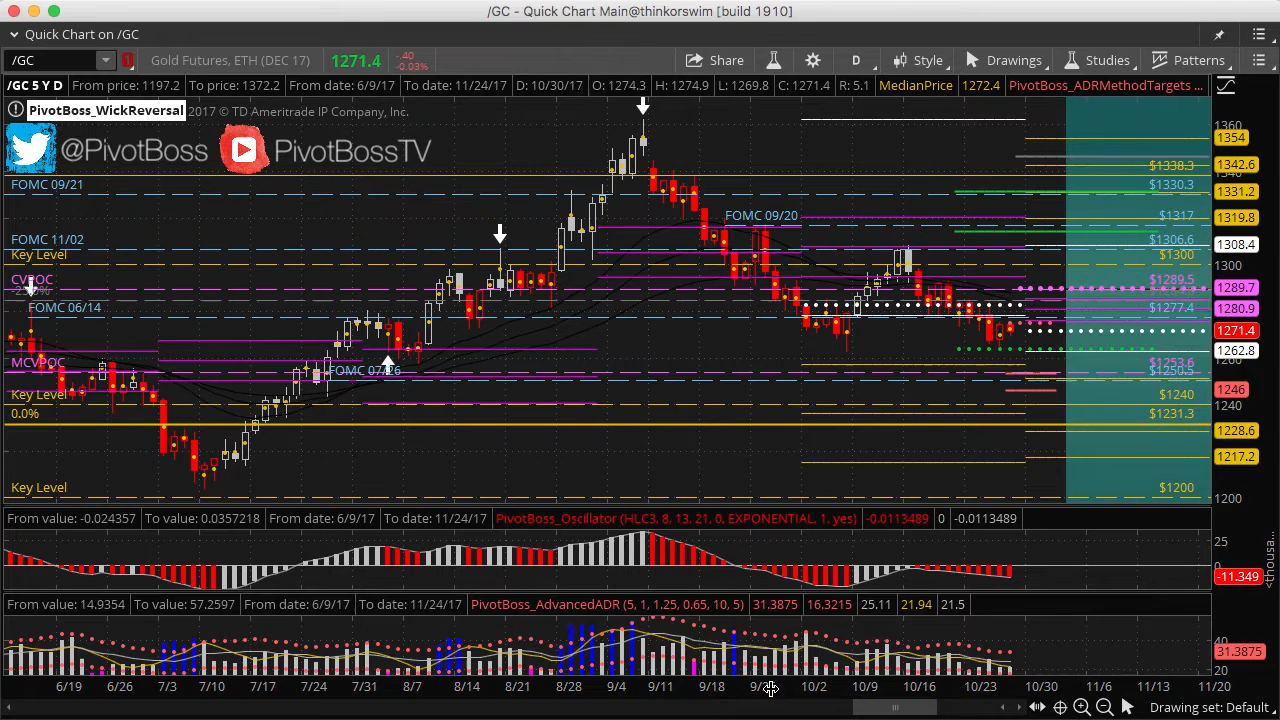 /GC - Quick Chart Main@thinkorswim [build 1910]
Quick Chart on /GC
/GC Gold Futures, ETH (DEC 17) 1271.4 -.40 -0.03% Share D Style Drawings Studies Patterns
/GC 5 Y D From price: 1197.2 To price: 1372.2 From date: 6/9/17 To date: 11/24/17 D: 10/30/17 O: 1274.3 H: 1274.9 L: 1269.8 C: 1271.4 R: 5.1 MedianPrice 1272.4 PivotBoss_ADRMethodTargets ...
PivotBoss_WickReversal 2017 © TD Ameritrade IP Company, Inc.
@PivotBoss PivotBossTV
1360
1354
$1338.3 1342.6
1340
FOMC 09/21 $1330.3 1331.2
FOMC 09/20 $1317 1319.8
FOMC 11/02 $1306.6 1308.4
Key Level $1300 1300
CVPOC $1289.5 1289.7
FOMC 06/14 $1277.4 1280.9
1271.4
MCVPOC $1253.6 1262.8
1260
FOMC 07/26 $1250.5
1246
Key Level $1240 1240
0.0% $1231.3 1228.6
1217.2
Key Level $1200 1200
From value: -0.024357 To value: 0.0357218 From date: 6/9/17 To date: 11/24/17 PivotBoss_Oscillator (HLC3, 8, 13, 21, 0, EXPONENTIAL, 1, yes) -0.0113489 0 -0.0113489
25
0
-11.349
<thousa...
From value: 14.9354 To value: 57.2597 From date: 6/9/17 To date: 11/24/17 PivotBoss_AdvancedADR (5, 1, 1.25, 0.65, 10, 5) 31.3875 16.3215 25.11 21.94 21.5
40
31.3875
20
6/19 6/26 7/3 7/10 7/17 7/24 7/31 8/7 8/14 8/21 8/28 9/4 9/11 9/18 10/2 10/9 10/16 10/23 10/30 11/6 11/13 11/20
Drawing set: Default